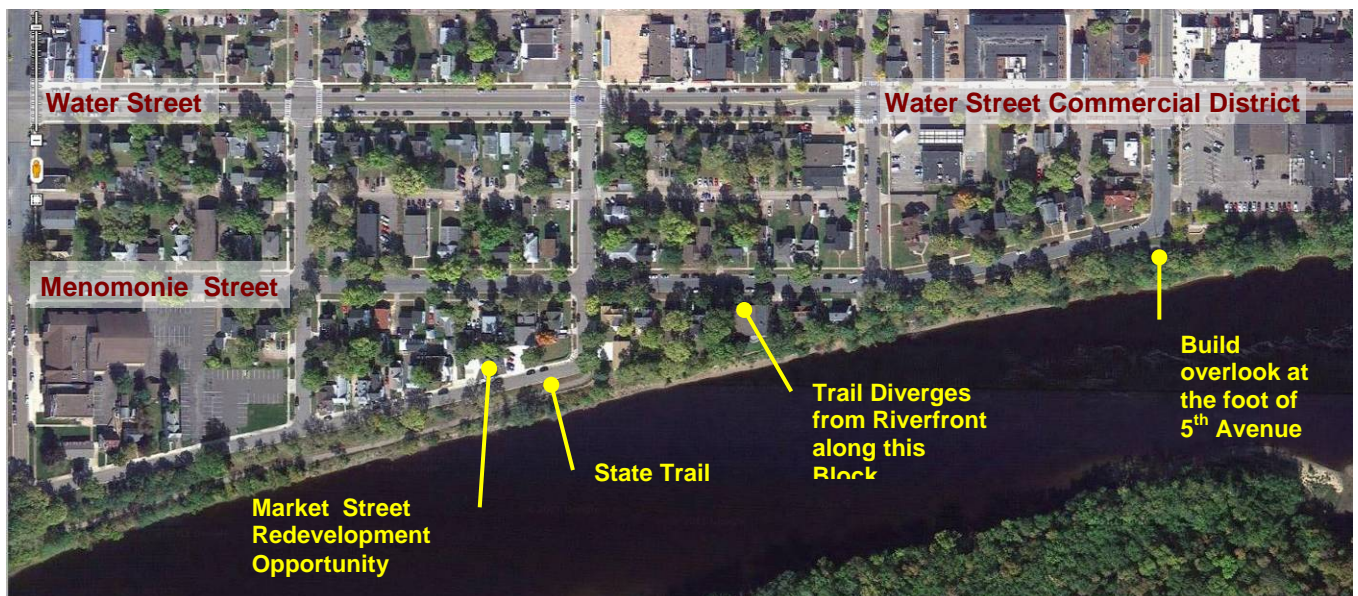 Water Street
Water Street Commercial District
Menomonie Street
Build
overlook at
the foot of
5th Avenue
Trail Diverges
from Riverfront
along this
Block
State Trail
Market Street
Redevelopment
Opportunity